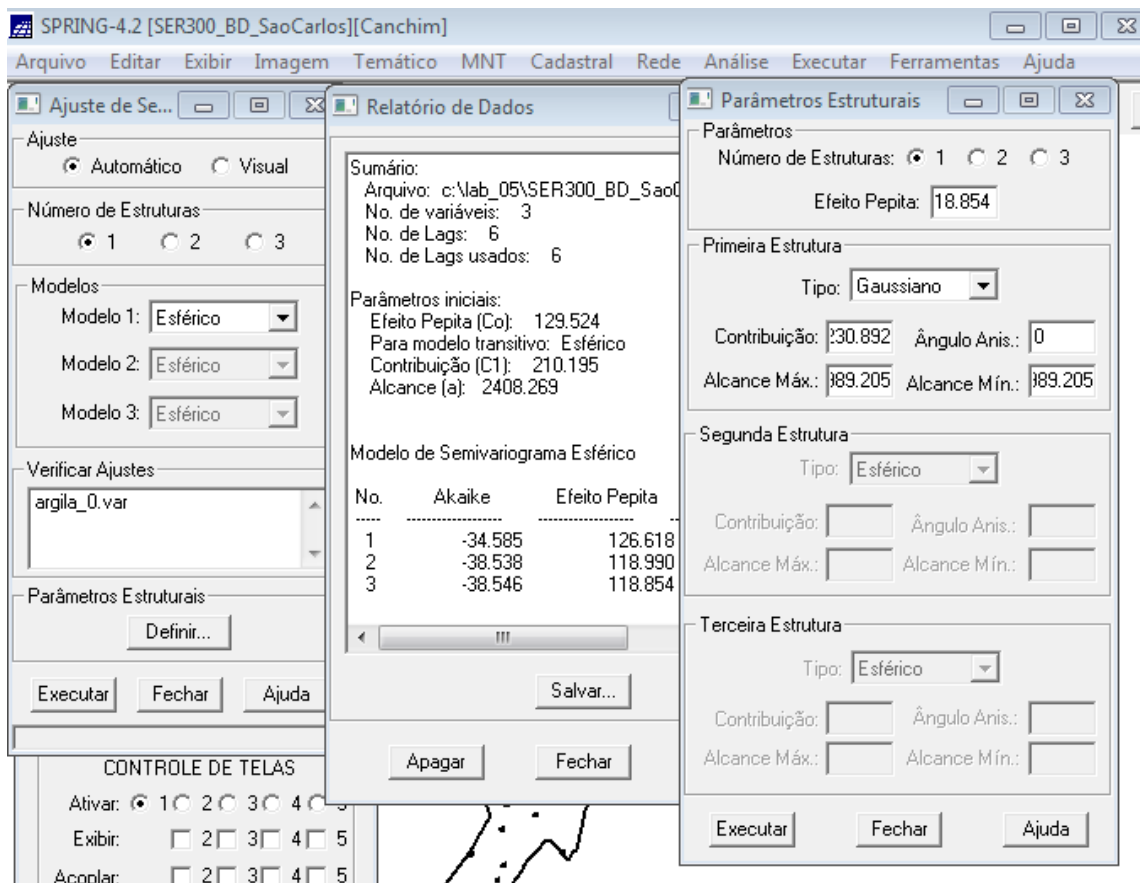 SPRING-4.2 [SER300_BD_SaoCarlos][Canchim]
Arquivo Editar Exibir Imagem Temático MNT Cadastral Rede Análise Executar Ferramentas Ajuda
Ajuste de Se...
Ajuste
Automático Visual
Número de Estruturas
1 2 3
Modelos
Modelo 1: Esférico
Modelo 2: Esférico
Modelo 3: Esférico
Verificar Ajustes
argila_0.var
Parâmetros Estruturais
Definir...
Executar Fechar Ajuda
CONTROLE DE TELAS
Ativar: 1 2 3 4 5
Exibir: 2 3 4 5
Acoplar: 2 3 4 5
Relatório de Dados
Sumário:
Arquivo: c:\lab_05\SER300_BD_Sao
No. de variáveis: 3
No. de Lags: 6
No. de Lags usados: 6
Parâmetros iniciais:
Efeito Pepita (Co): 129.524
Para modelo transitivo: Esférico
Contribuição (C1): 210.195
Alcance (a): 2408.269
Modelo de Semivariograma Esférico
No. Akaike Efeito Pepita
----- ------------------- -------------------
1 -34.585 126.618
2 -38.538 118.990
3 -38.546 118.854
Salvar...
Apagar Fechar
Parâmetros Estruturais
Parâmetros
Número de Estruturas: 1 2 3
Efeito Pepita: 18.854
Primeira Estrutura
Tipo: Gaussiano
Contribuição: 230.892 Ângulo Anis.: 0
Alcance Máx.: 989.205 Alcance Mín.: 989.205
Segunda Estrutura
Tipo: Esférico
Contribuição: Ângulo Anis.:
Alcance Máx.: Alcance Mín.:
Terceira Estrutura
Tipo: Esférico
Contribuição: Ângulo Anis.:
Alcance Máx.: Alcance Mín.:
Executar Fechar Ajuda